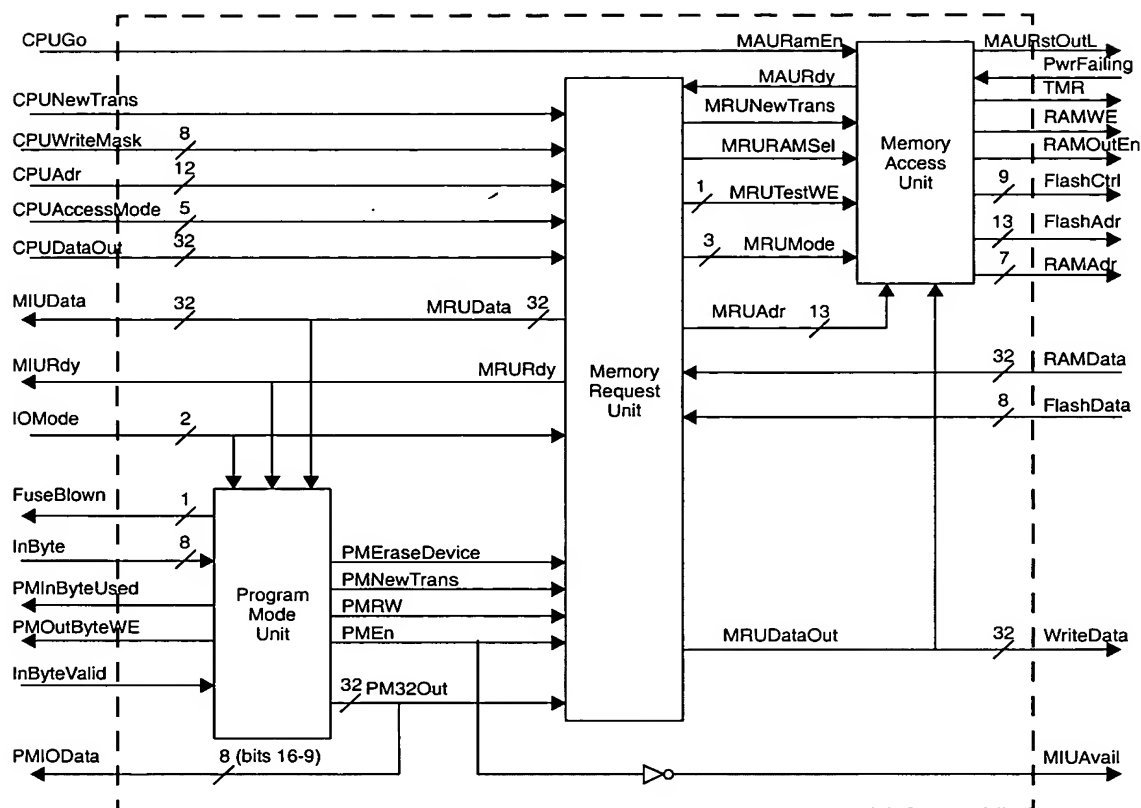 CPUGo
MAURamEn
MAURstOutL
MAURdy
PwrFailing
CPUNewTrans
MRUNewTrans
TMR
CPUWriteMask
8
RAMWE
MRURAMSel
Memory
Access
Unit
RAMOutEn
CPUAdr
12
1
MRUTestWE
9
FlashCtrl
CPUAccessMode
5
13
FlashAdr
CPUDataOut
32
3
MRUMode
7
RAMAdr
MIUData
32
MRUData
32
MRUAdr
13
MIURdy
MRURdy
Memory
Request
Unit
32
RAMData
IOMode
2
8
FlashData
FuseBlown
1
InByte
8
PMEraseDevice
PMInByteUsed
Program
Mode
Unit
PMNewTrans
PMRW
PMOutByteWE
PMEn
MRUDataOut
32
WriteData
InByteValid
32
PM32Out
PMIOData
8 (bits 16-9)
MIUAvail